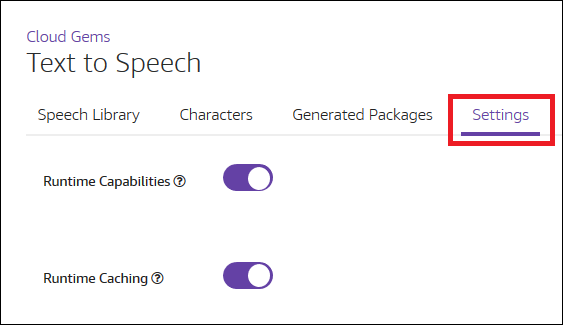 Cloud Gems
Text to Speech
Speech Library Characters Generated Packages Settings
Runtime Capabilities ?
Runtime Caching ?